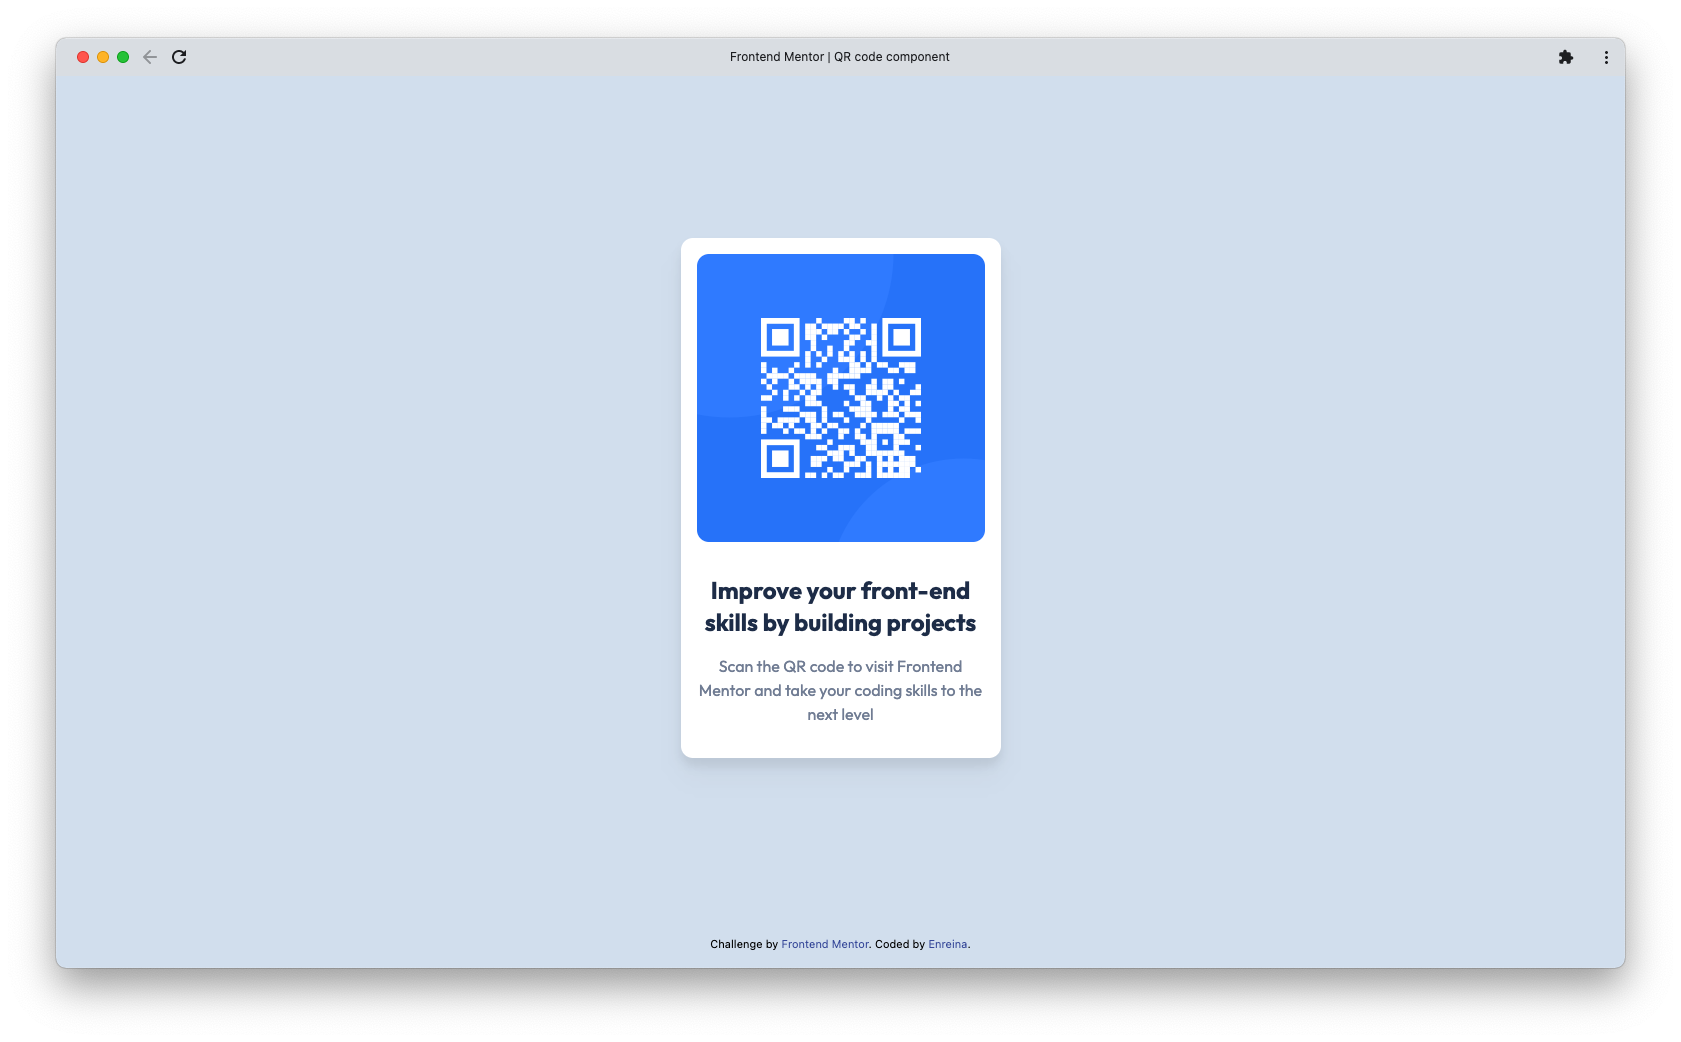 Frontend Mentor | QR code component
Improve your front-end
skills by building projects
Scan the QR code to visit Frontend
Mentor and take your coding skills to the
next level
Challenge by Frontend Mentor. Coded by Enreina.